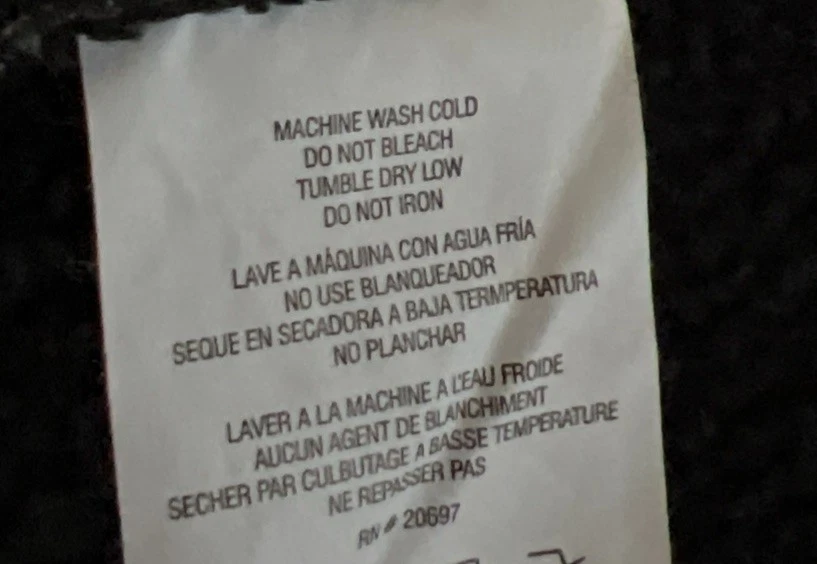 MACHINE WASH COLD
DO NOT BLEACH
TUMBLE DRY LOW
DO NOT IRON
LAVE A MÁQUINA CON AGUA FRÍA
NO USE BLANQUEADOR
SEQUE EN SECADORA A BAJA TERMPERATURA
NO PLANCHAR
LAVER A LA MACHINE A L'EAU FROIDE
AUCUN AGENT DE BLANCHIMENT
SECHER PAR CULBUTAGE A BASSE TEMPERATURE
NE REPASSER PAS
RN # 20697